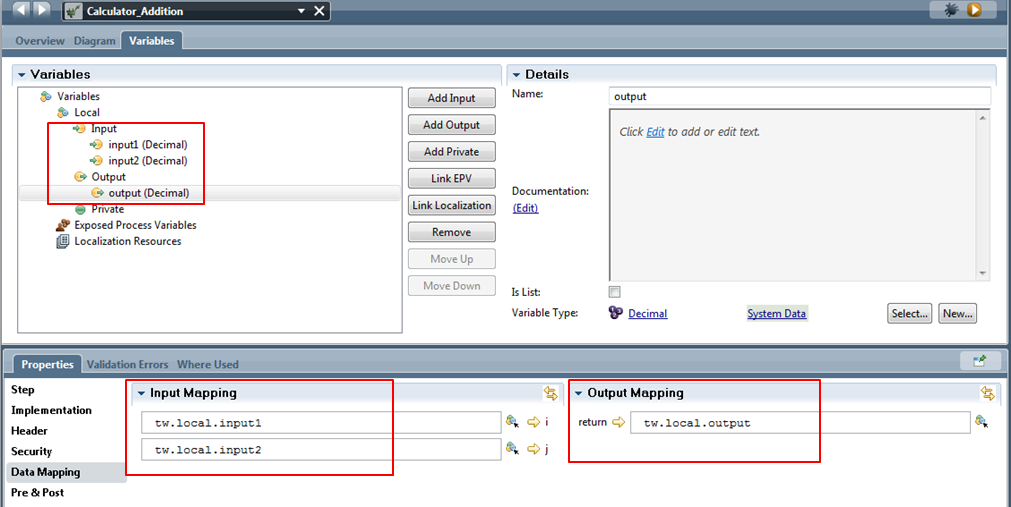 Calculator_Addition
Overview Diagram Variables
Variables
Variables
Local
Input
input1 (Decimal)
input2 (Decimal)
Output
output (Decimal)
Private
Exposed Process Variables
Localization Resources
Add Input
Add Output
Add Private
Link EPV
Link Localization
Remove
Move Up
Move Down
Details
Name: output
Click Edit to add or edit text.
Documentation:
(Edit)
Is List:
Variable Type: Decimal System Data Select... New...
Properties Validation Errors Where Used
Step
Implementation
Header
Security
Data Mapping
Pre & Post
Input Mapping
tw.local.input1 i
tw.local.input2 j
Output Mapping
return tw.local.output